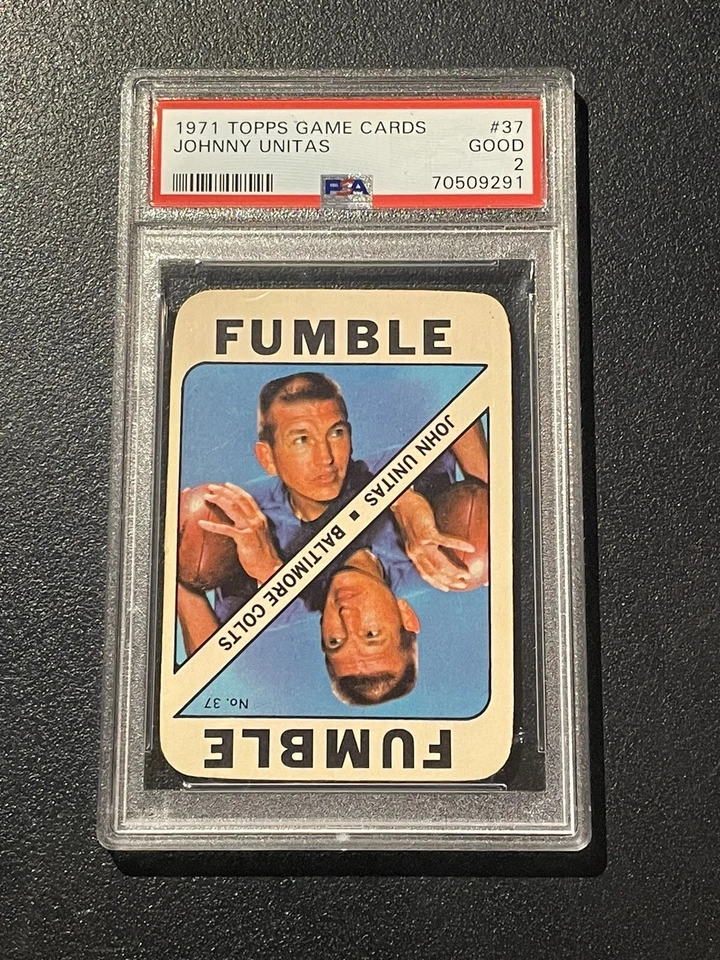 1971 TOPPS GAME CARDS #37
JOHNNY UNITAS GOOD
2
PSA 70509291
FUMBLE
JOHN UNITAS ▪ BALTIMORE COLTS
No. 37
FUMBLE